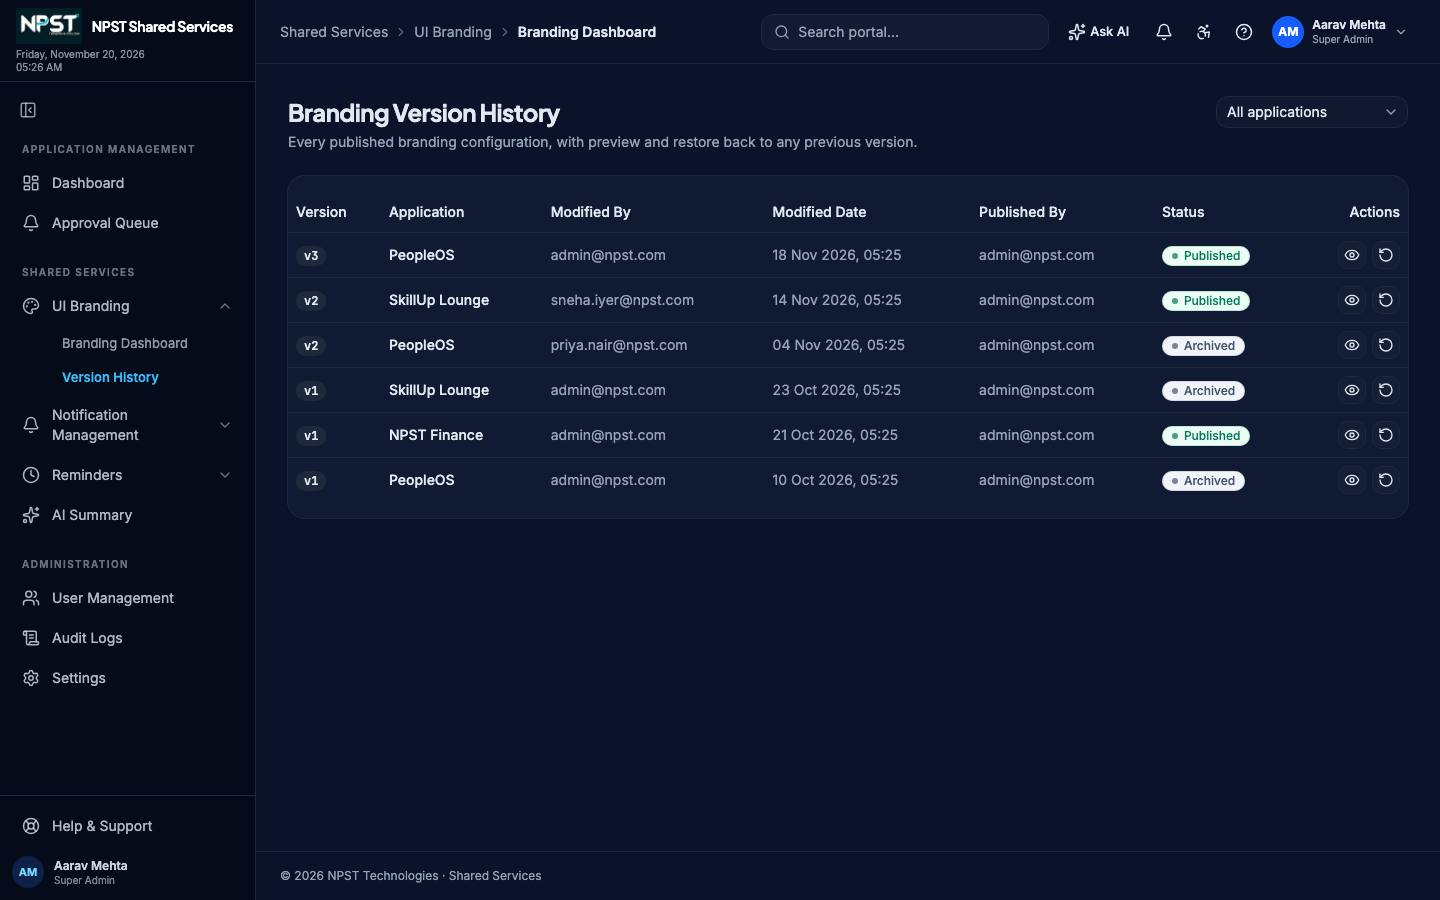 NPST
NPST Shared Services
Friday, November 20, 2026
05:26 AM
APPLICATION MANAGEMENT
Dashboard
Approval Queue
SHARED SERVICES
UI Branding
Branding Dashboard
Version History
Notification
Management
Reminders
AI Summary
ADMINISTRATION
User Management
Audit Logs
Settings
Help & Support
AM
Aarav Mehta
Super Admin
Shared Services > UI Branding > Branding Dashboard
Search portal...
Ask AI
AM
Aarav Mehta
Super Admin
Branding Version History
Every published branding configuration, with preview and restore back to any previous version.
All applications
Version Application Modified By Modified Date Published By Status Actions
v3 PeopleOS admin@npst.com 18 Nov 2026, 05:25 admin@npst.com Published
v2 SkillUp Lounge sneha.iyer@npst.com 14 Nov 2026, 05:25 admin@npst.com Published
v2 PeopleOS priya.nair@npst.com 04 Nov 2026, 05:25 admin@npst.com Archived
v1 SkillUp Lounge admin@npst.com 23 Oct 2026, 05:25 admin@npst.com Archived
v1 NPST Finance admin@npst.com 21 Oct 2026, 05:25 admin@npst.com Published
v1 PeopleOS admin@npst.com 10 Oct 2026, 05:25 admin@npst.com Archived
© 2026 NPST Technologies · Shared Services